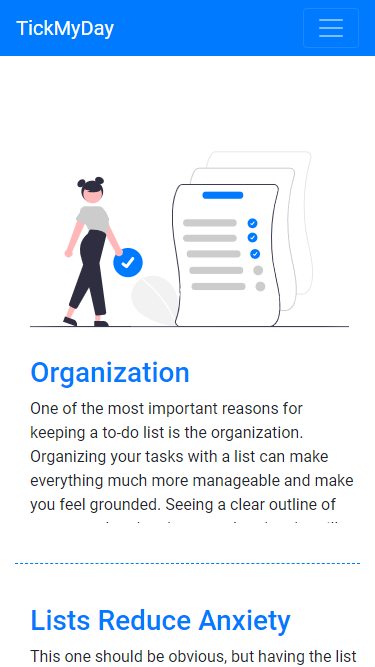 TickMyDay
Organization
One of the most important reasons for
keeping a to-do list is the organization.
Organizing your tasks with a list can make
everything much more manageable and make
you feel grounded. Seeing a clear outline of
Lists Reduce Anxiety
This one should be obvious, but having the list